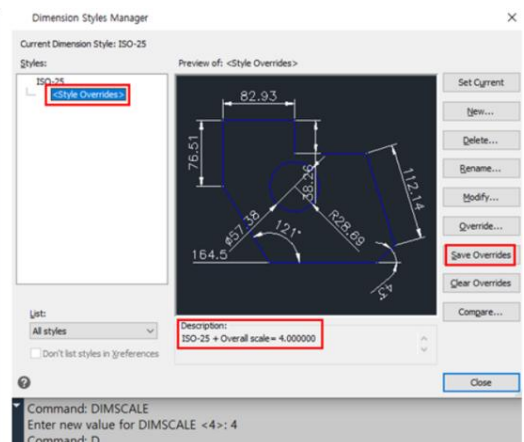 Dimension Styles Manager
Current Dimension Style: ISO-25
Styles:
ISO-25
<Style Overrides>
Preview of: <Style Overrides>
82.93
76.51
38.26
112.14
Ø57.38
R28.69
121°
164.5
43°
Set Current
New...
Delete...
Rename...
Modify...
Override...
Save Overrides
Clear Overrides
Compare...
List:
All styles
Don't list styles in Xreferences
Description:
ISO-25 + Overall scale= 4.000000
Close
Command: DIMSCALE
Enter new value for DIMSCALE <4>: 4
Command: D